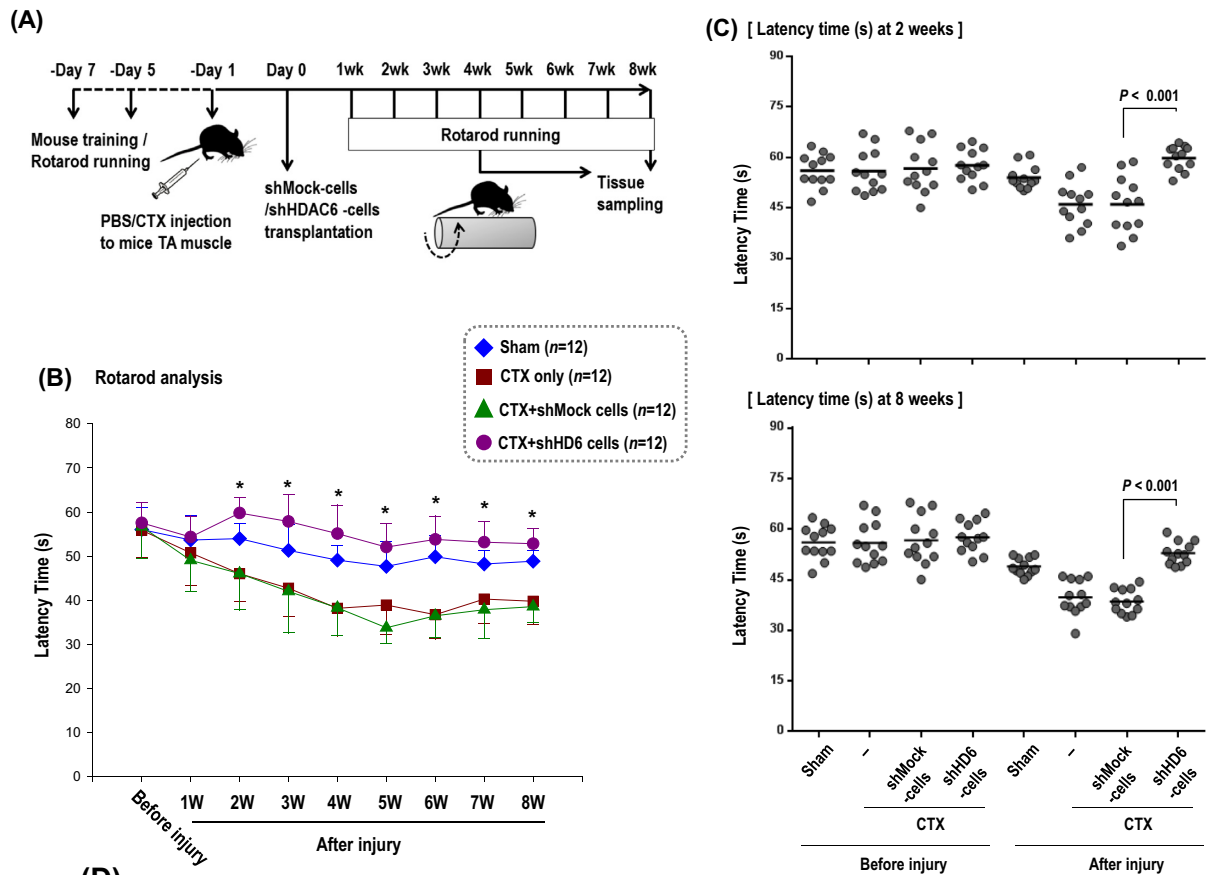 (A)
-Day 7 -Day 5 -Day 1 Day 0 1wk 2wk 3wk 4wk 5wk 6wk 7wk 8wk
Mouse training /
Rotarod running
PBS/CTX injection
to mice TA muscle
shMock-cells
/shHDAC6 -cells
transplantation
Rotarod running
Tissue
sampling
(B) Rotarod analysis
Sham (n=12)
CTX only (n=12)
CTX+shMock cells (n=12)
CTX+shHD6 cells (n=12)
Latency Time (s)
80
70
60
50
40
30
20
10
0
* * * * * * *
Before injury 1W 2W 3W 4W 5W 6W 7W 8W
After injury
(C) [ Latency time (s) at 2 weeks ]
Latency Time (s)
90
75
60
45
30
0
P < 0.001
[ Latency time (s) at 8 weeks ]
Latency Time (s)
90
75
60
45
30
15
0
P < 0.001
Sham – shMock -cells shHD6 -cells Sham – shMock -cells shHD6 -cells
CTX CTX
Before injury After injury